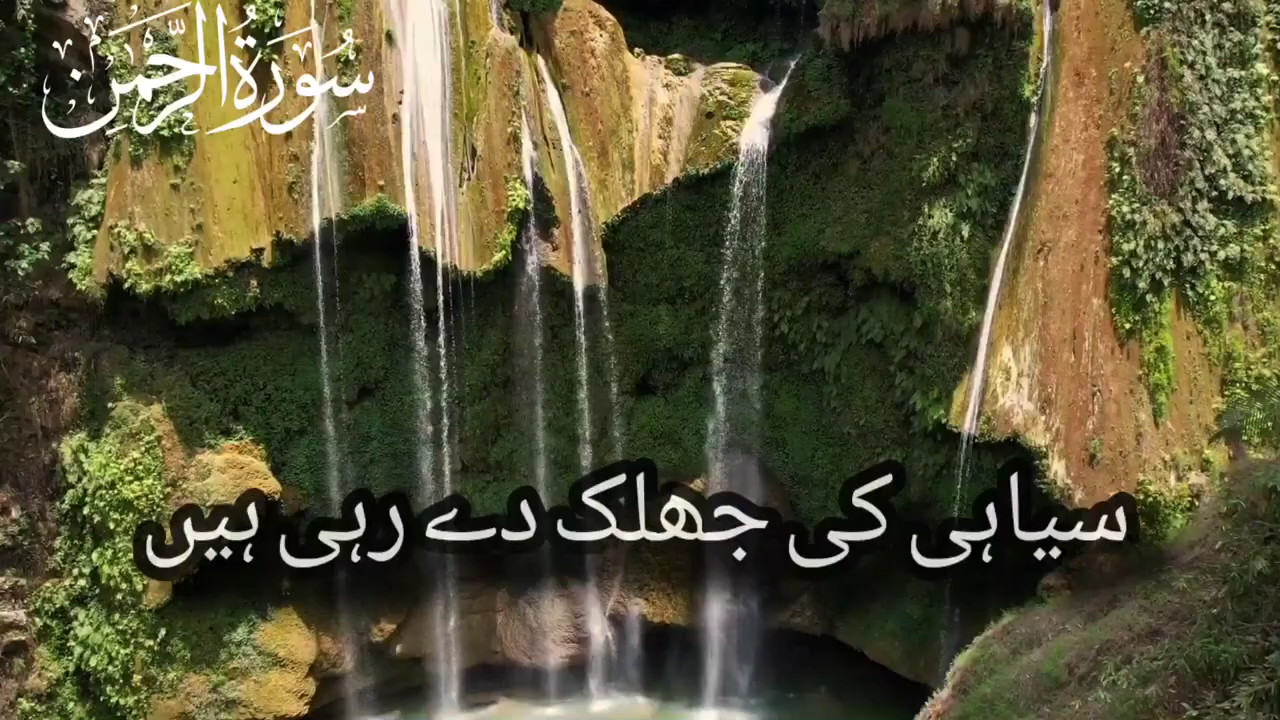 سُورَةُ الرَّحْمٰن
سیاہی کی جھلک دے رہی ہیں